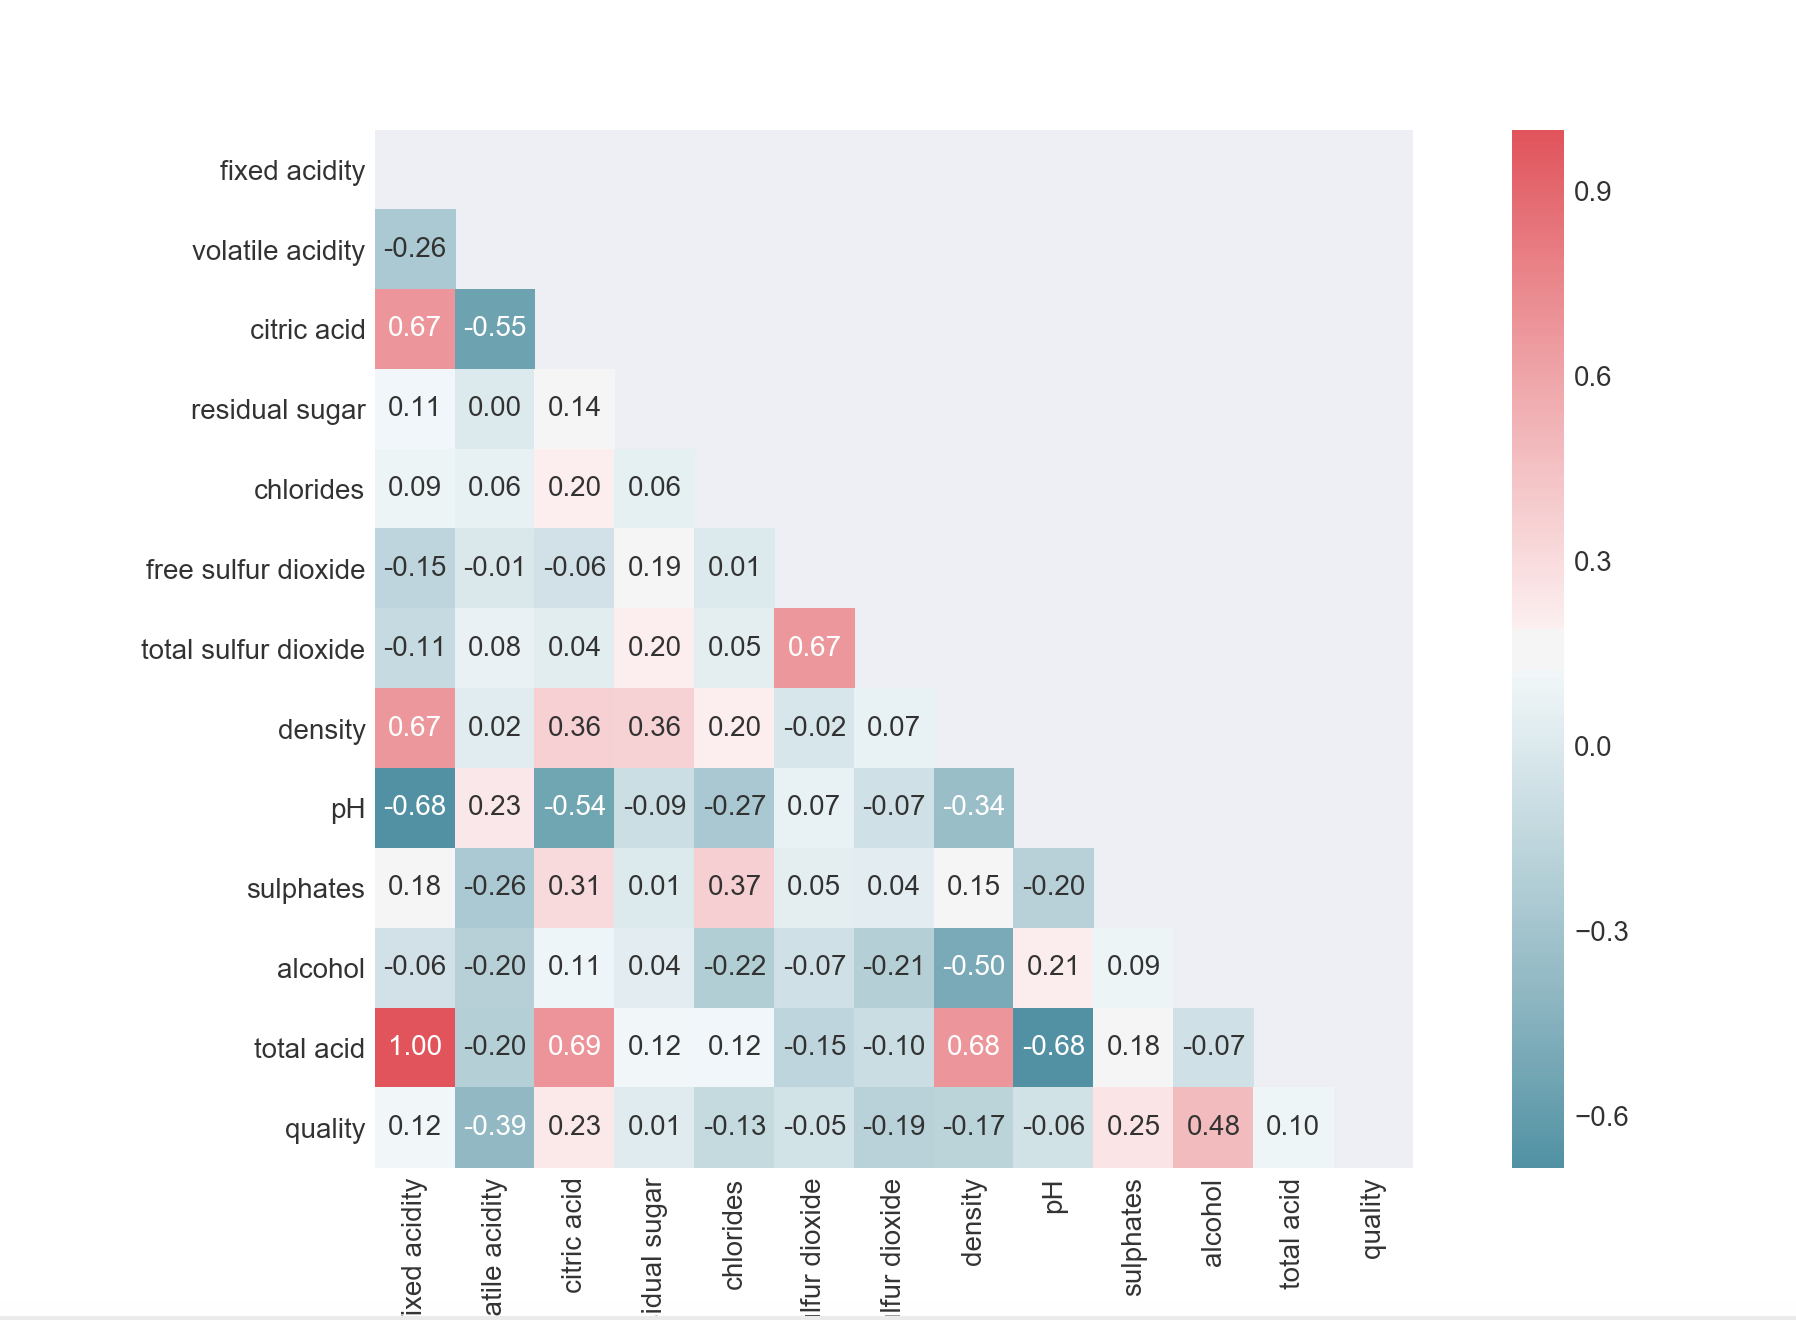 fixed acidity
volatile acidity -0.26
citric acid 0.67 -0.55
residual sugar 0.11 0.00 0.14
chlorides 0.09 0.06 0.20 0.06
free sulfur dioxide -0.15 -0.01 -0.06 0.19 0.01
total sulfur dioxide -0.11 0.08 0.04 0.20 0.05 0.67
density 0.67 0.02 0.36 0.36 0.20 -0.02 0.07
pH -0.68 0.23 -0.54 -0.09 -0.27 0.07 -0.07 -0.34
sulphates 0.18 -0.26 0.31 0.01 0.37 0.05 0.04 0.15 -0.20
alcohol -0.06 -0.20 0.11 0.04 -0.22 -0.07 -0.21 -0.50 0.21 0.09
total acid 1.00 -0.20 0.69 0.12 0.12 -0.15 -0.10 0.68 -0.68 0.18 -0.07
quality 0.12 -0.39 0.23 0.01 -0.13 -0.05 -0.19 -0.17 -0.06 0.25 0.48 0.10
ixed acidity
atile acidity
citric acid
idual sugar
chlorides
lfur dioxide
lfur dioxide
density
pH
sulphates
alcohol
total acid
quality
0.9
0.6
0.3
0.0
−0.3
−0.6